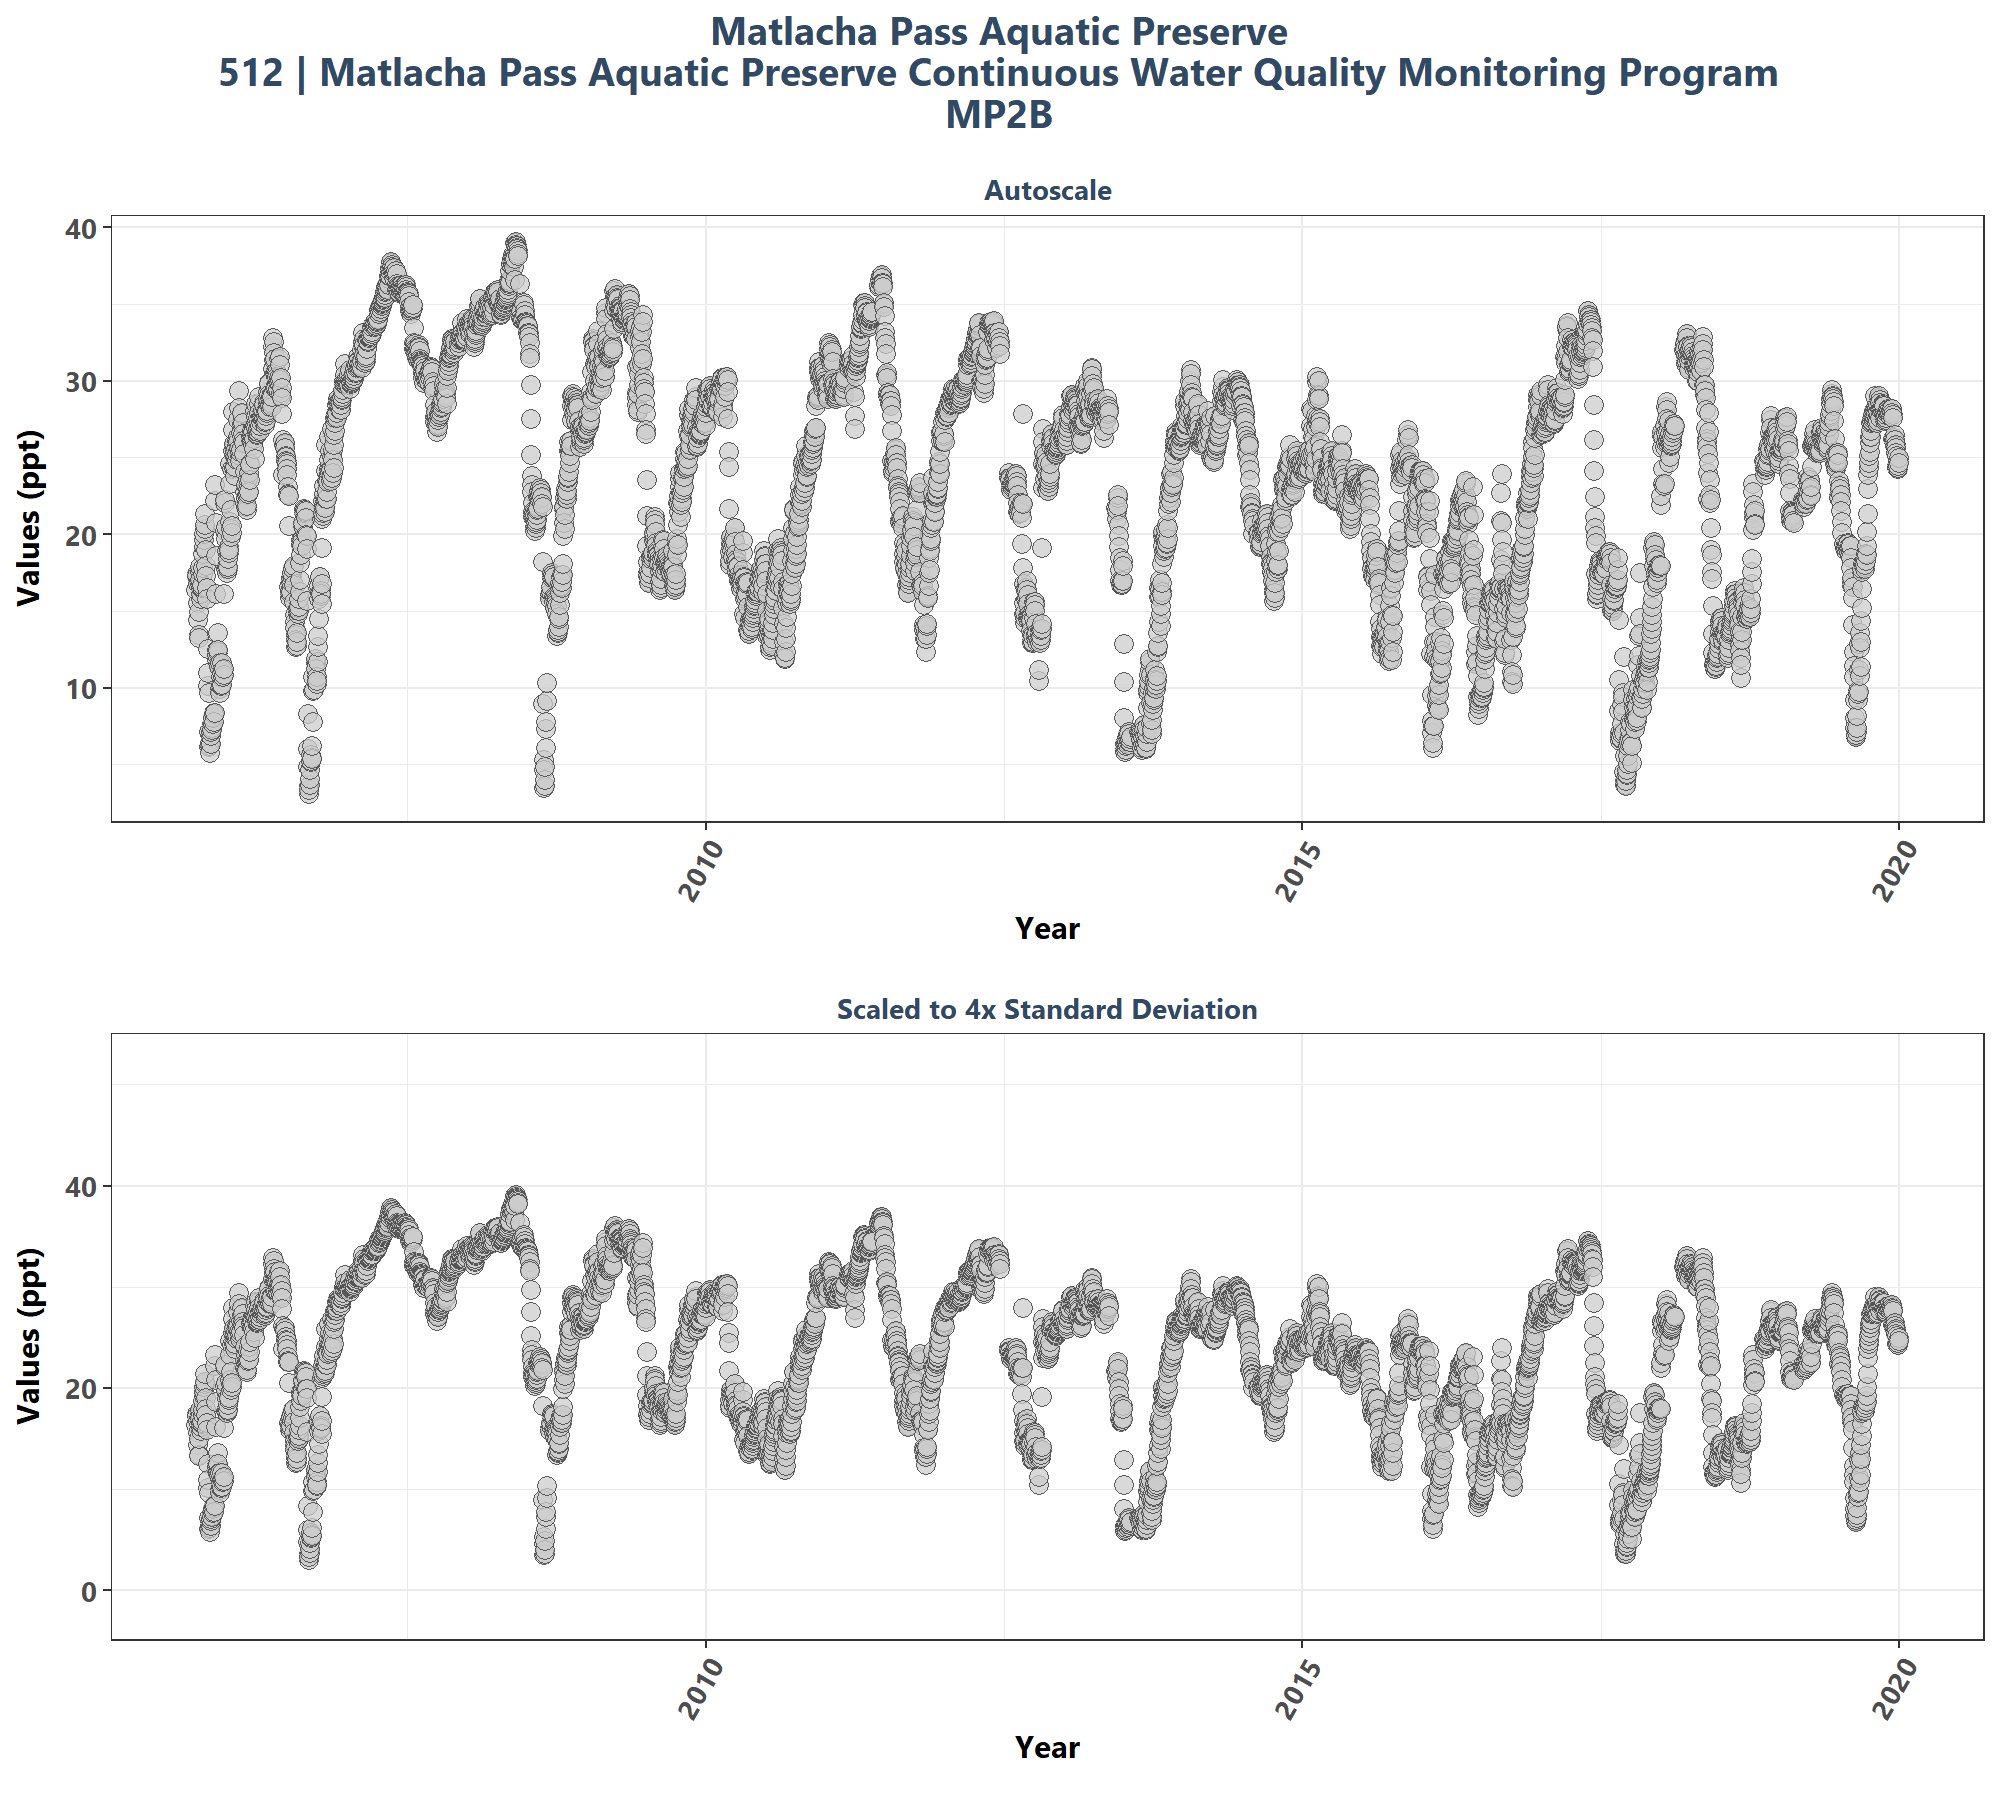 Matlacha Pass Aquatic Preserve
512 | Matlacha Pass Aquatic Preserve Continuous Water Quality Monitoring Program
MP2B
Autoscale
40
30
20
10
Values (ppt)
2010
2015
2020
Year
Scaled to 4x Standard Deviation
40
20
0
Values (ppt)
2010
2015
2020
Year